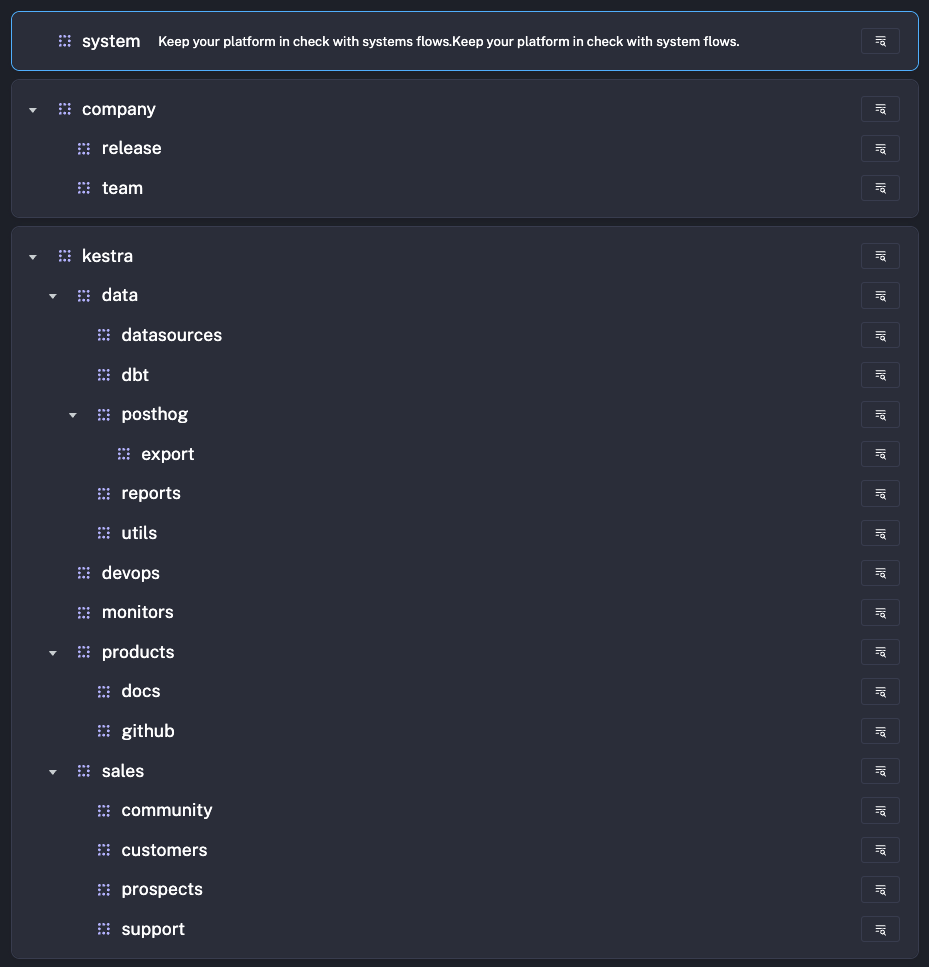 system Keep your platform in check with systems flows.Keep your platform in check with system flows.
company
release
team
kestra
data
datasources
dbt
posthog
export
reports
utils
devops
monitors
products
docs
github
sales
community
customers
prospects
support